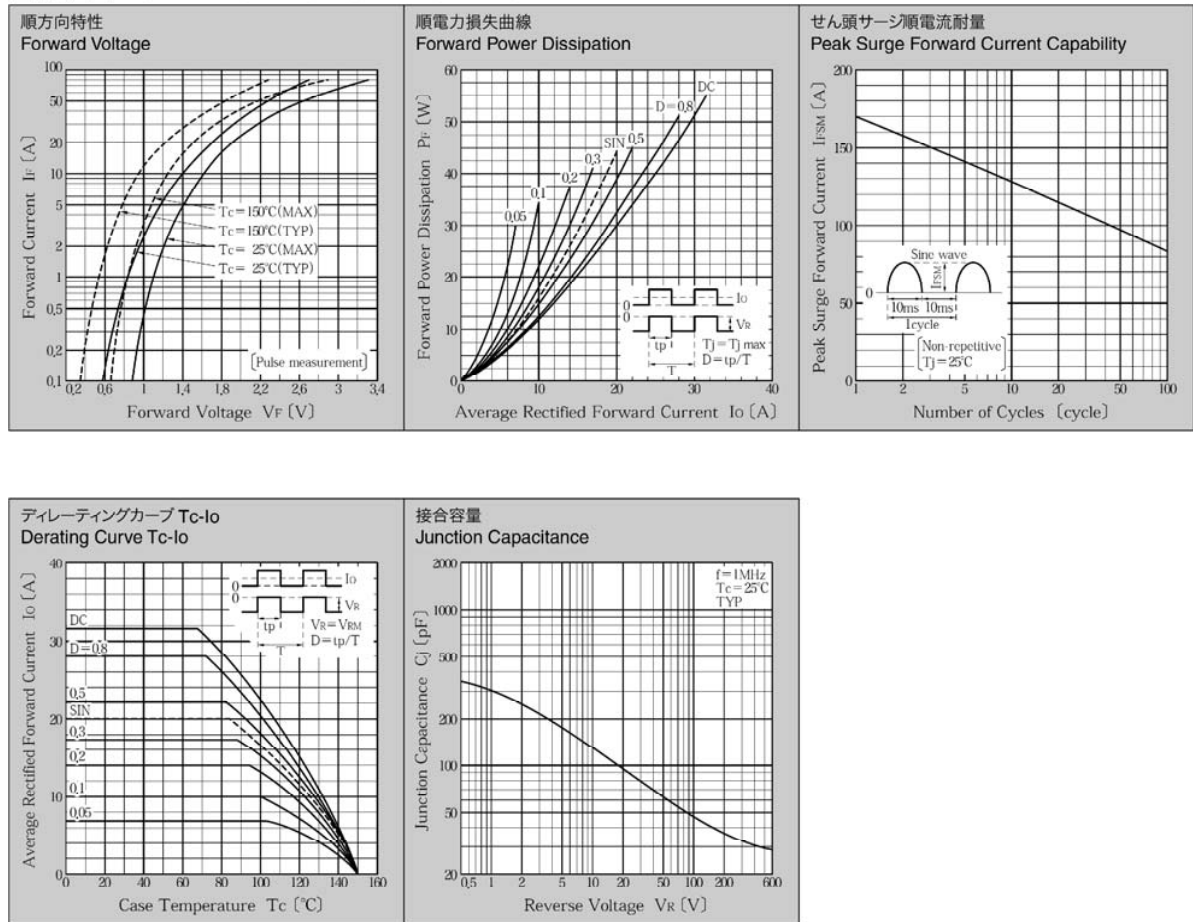 順方向特性
Forward Voltage
100
50
20
10
5
2
1
0.5
0.2
0.1
Forward Current IF [A]
Tc=150℃(MAX)
Tc=150℃(TYP)
Tc= 25℃(MAX)
Tc= 25℃(TYP)
[Pulse measurement]
0.2 0.6 1 1.4 1.8 2.2 2.6 3 3.4
Forward Voltage VF [V]
順電力損失曲線
Forward Power Dissipation
60
50
40
30
20
10
0
Forward Power Dissipation PF [W]
DC
D=0.8
SIN
0.5
0.3
0.2
0.1
0.05
0
Io
0
VR
tp
T
Tj=Tj max
D=tp/T
0 10 20 30 40
Average Rectified Forward Current Io [A]
せん頭サージ順電流耐量
Peak Surge Forward Current Capability
200
150
100
50
0
Peak Surge Forward Current IFSM [A]
Sine wave
IFSM
0
10ms 10ms
1cycle
[Non-repetitive
Tj=25℃]
1 2 5 10 20 50 100
Number of Cycles [cycle]
ディレーティングカーブ Tc-Io
Derating Curve Tc-Io
40
30
20
10
0
Average Rectified Forward Current Io [A]
DC
D=0.8
0.5
SIN
0.3
0.2
0.1
0.05
0
Io
0
VR
tp
T
VR=VRM
D=tp/T
0 20 40 60 80 100 120 140 160
Case Temperature Tc [℃]
接合容量
Junction Capacitance
2000
1000
500
200
100
50
20
Junction Capacitance Cj [pF]
f=1MHz
Tc=25℃
TYP
0.5 1 2 5 10 20 50 100 200 600
Reverse Voltage VR [V]